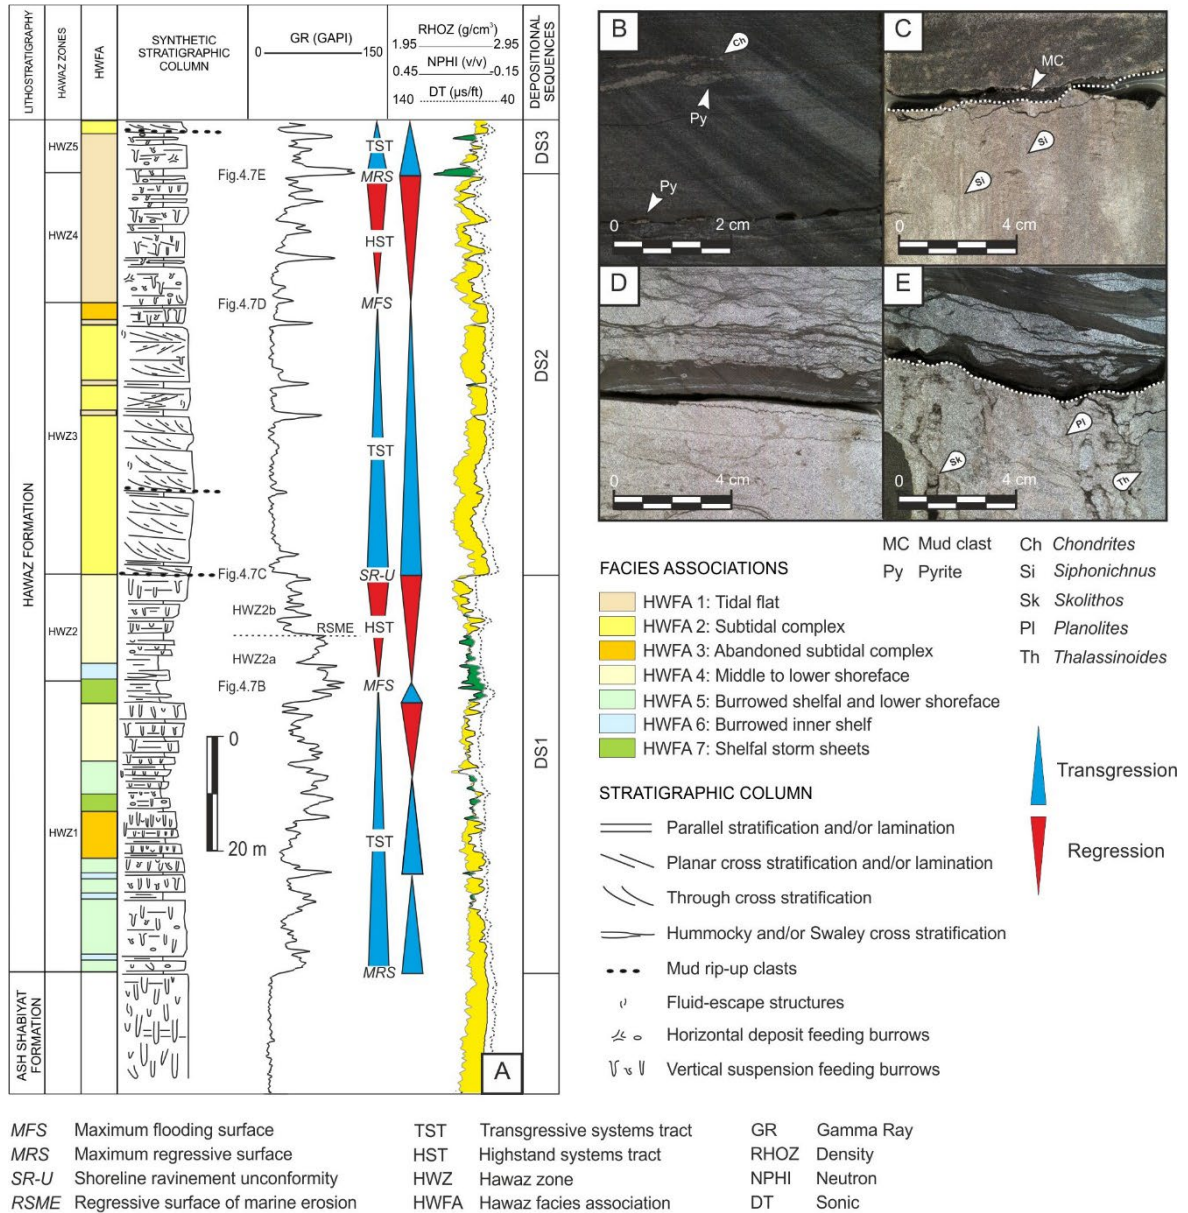 LITHOSTRATIGRAPHY
HAWAZ ZONES
HWFA
SYNTHETIC
STRATIGRAPHIC
COLUMN
GR (GAPI)
0 150
RHOZ (g/cm³)
1.95 2.95
NPHI (v/v)
0.45 -0.15
DT (µs/ft)
140 40
DEPOSITIONAL
SEQUENCES
HAWAZ FORMATION
ASH SHABIYAT
FORMATION
HWZ5
HWZ4
HWZ3
HWZ2
HWZ1
Fig.4.7E
Fig.4.7D
Fig.4.7C
HWZ2b
RSME
HWZ2a
Fig.4.7B
0
20 m
TST
MRS
HST
MFS
TST
SR-U
HST
MFS
TST
MRS
DS3
DS2
DS1
A
B
Ch
Py
Py
0 2 cm
C
MC
Si
Si
0 4 cm
D
0 4 cm
E
Pl
Sk
Th
0 4 cm
MC Mud clast
Py Pyrite
Ch Chondrites
Si Siphonichnus
Sk Skolithos
Pl Planolites
Th Thalassinoides
FACIES ASSOCIATIONS
HWFA 1: Tidal flat
HWFA 2: Subtidal complex
HWFA 3: Abandoned subtidal complex
HWFA 4: Middle to lower shoreface
HWFA 5: Burrowed shelfal and lower shoreface
HWFA 6: Burrowed inner shelf
HWFA 7: Shelfal storm sheets
Transgression
Regression
STRATIGRAPHIC COLUMN
Parallel stratification and/or lamination
Planar cross stratification and/or lamination
Through cross stratification
Hummocky and/or Swaley cross stratification
Mud rip-up clasts
Fluid-escape structures
Horizontal deposit feeding burrows
Vertical suspension feeding burrows
MFS Maximum flooding surface
MRS Maximum regressive surface
SR-U Shoreline ravinement unconformity
RSME Regressive surface of marine erosion
TST Transgressive systems tract
HST Highstand systems tract
HWZ Hawaz zone
HWFA Hawaz facies association
GR Gamma Ray
RHOZ Density
NPHI Neutron
DT Sonic